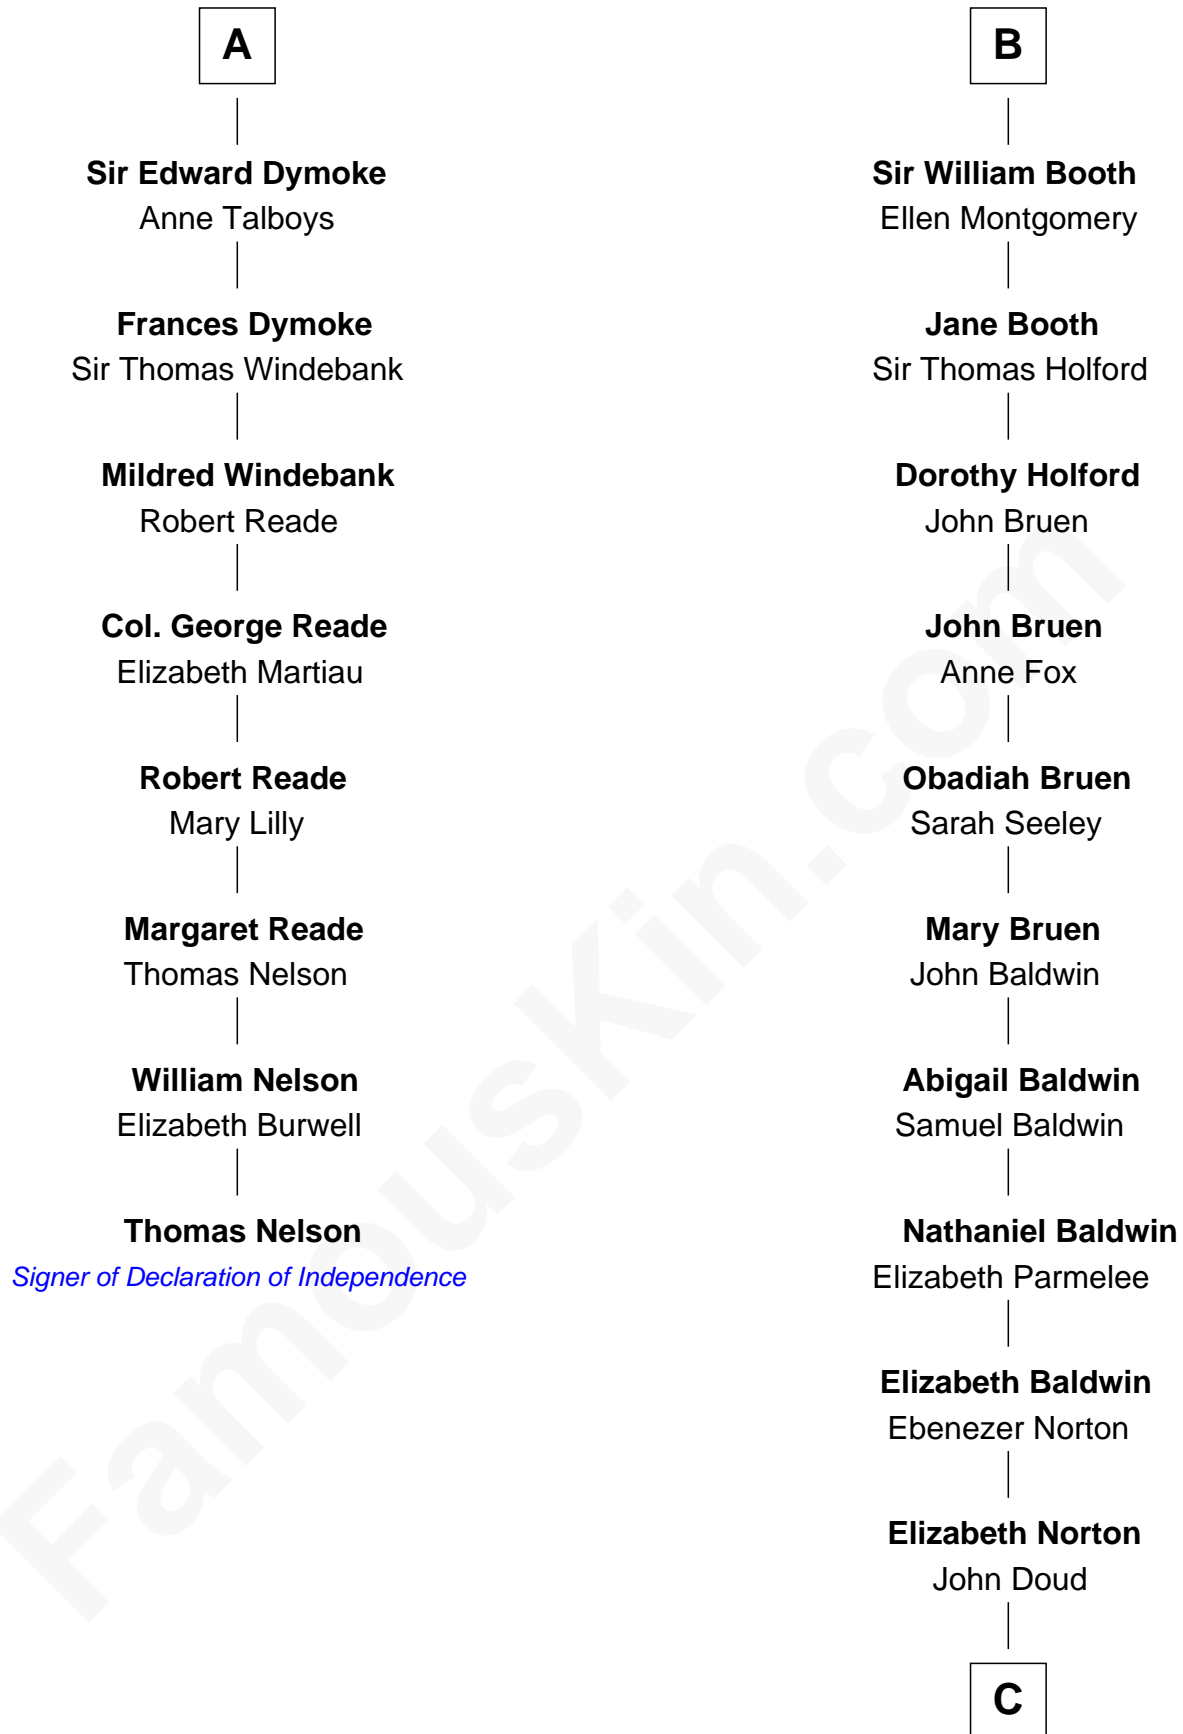 A
Sir Edward Dymoke
Anne Talboys
Frances Dymoke
Sir Thomas Windebank
Mildred Windebank
Robert Reade
Col. George Reade
Elizabeth Martiau
Robert Reade
Mary Lilly
Margaret Reade
Thomas Nelson
William Nelson
Elizabeth Burwell
Thomas Nelson
Signer of Declaration of Independence
B
Sir William Booth
Ellen Montgomery
Jane Booth
Sir Thomas Holford
Dorothy Holford
John Bruen
John Bruen
Anne Fox
Obadiah Bruen
Sarah Seeley
Mary Bruen
John Baldwin
Abigail Baldwin
Samuel Baldwin
Nathaniel Baldwin
Elizabeth Parmelee
Elizabeth Baldwin
Ebenezer Norton
Elizabeth Norton
John Doud
C
FamousKin.com